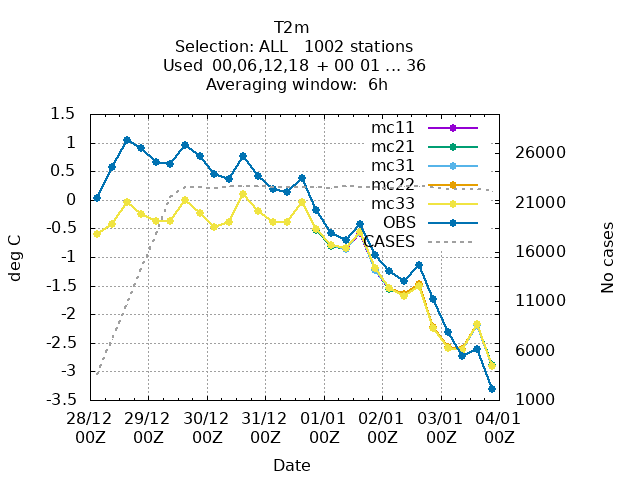 T2m
Selection: ALL   1002 stations
Used  00,06,12,18  + 00 01 ... 36
Averaging window:  6h
1.5
1
0.5
0
-0.5
-1
-1.5
-2
-2.5
-3
-3.5
deg C
mc11
mc21
mc31
mc22
mc33
OBS
CASES
26000
21000
16000
11000
6000
1000
No cases
28/12 29/12 30/12 31/12 01/01 02/01 03/01 04/01
00Z 00Z 00Z 00Z 00Z 00Z 00Z 00Z
Date